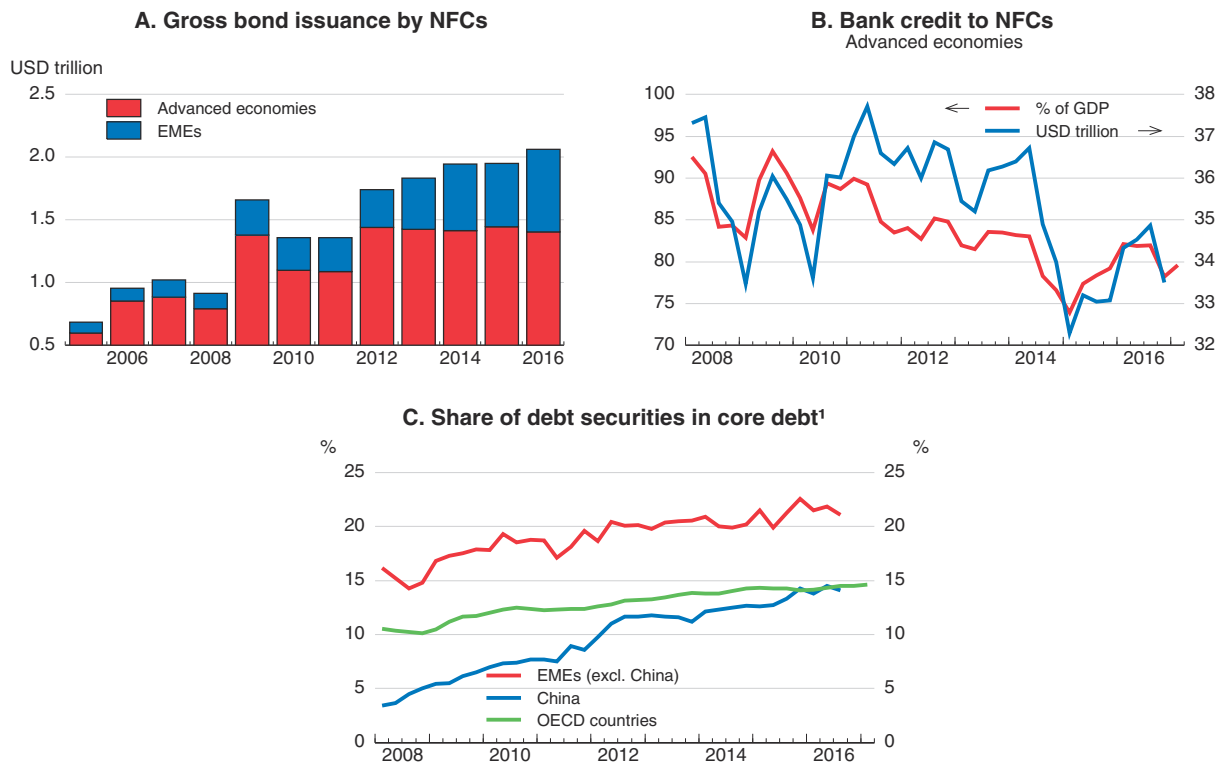 A. Gross bond issuance by NFCs
USD trillion
2.5
2.0
1.5
1.0
0.5
Advanced economies
EMEs
2006 2008 2010 2012 2014 2016
B. Bank credit to NFCs
Advanced economies
100
95
90
85
80
75
70
% of GDP
USD trillion
38
37
36
35
34
33
32
2008 2010 2012 2014 2016
C. Share of debt securities in core debt¹
% %
25 25
20 20
15 15
10 10
5 5
0 0
EMEs (excl. China)
China
OECD countries
2008 2010 2012 2014 2016